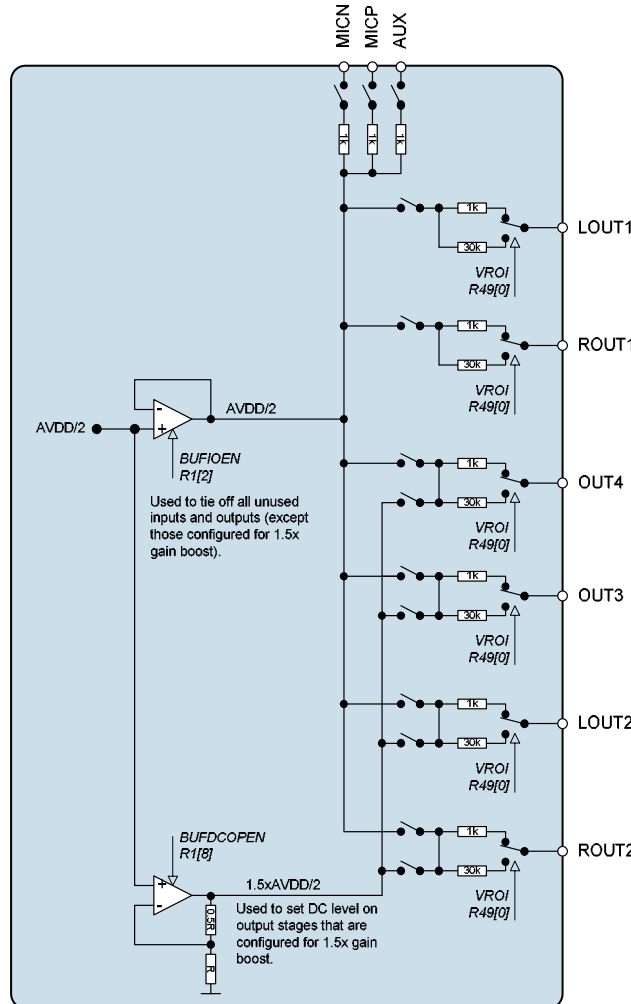 MICN
MICP
AUX
1k
1k
1k
1k
LOUT1
30k
VROI
R49[0]
1k
ROUT1
30k
VROI
R49[0]
AVDD/2
-
+
AVDD/2
BUFIOEN
R1[2]
Used to tie off all unused
inputs and outputs (except
those configured for 1.5x
gain boost).
1k
OUT4
30k
VROI
R49[0]
1k
OUT3
30k
VROI
R49[0]
1k
LOUT2
30k
VROI
R49[0]
1k
ROUT2
30k
VROI
R49[0]
BUFDCOPEN
R1[8]
+
-
1.5xAVDD/2
0.5R
R
Used to set DC level on
output stages that are
configured for 1.5x gain
boost.